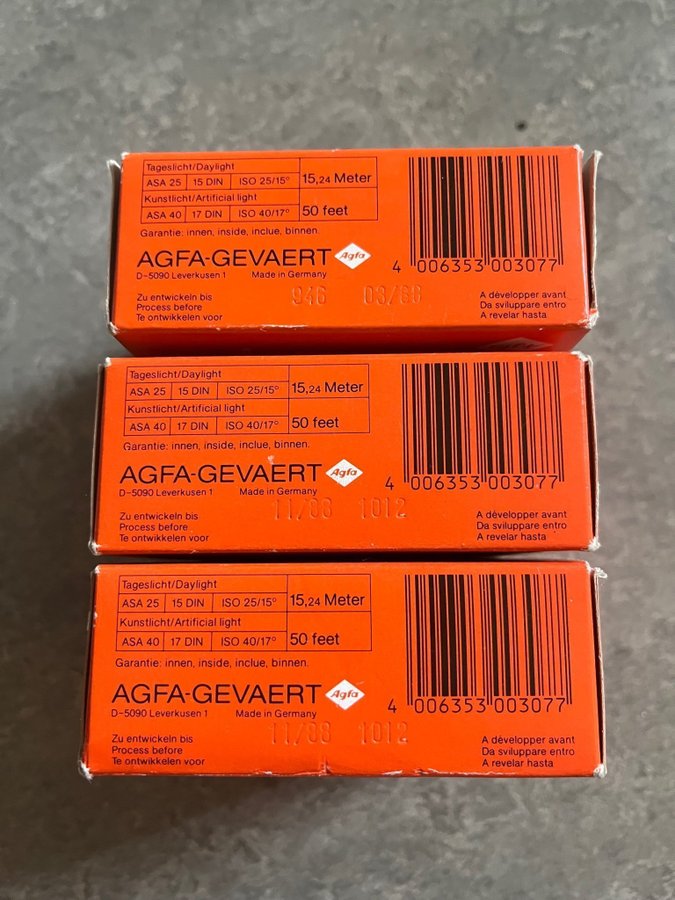 Tageslicht/Daylight
ASA 25 15 DIN ISO 25/15° 15,24 Meter
Kunstlicht/Artificial light
ASA 40 17 DIN ISO 40/17° 50 feet
Garantie: innen, inside, inclue, binnen.
AGFA-GEVAERT Agfa
D-5090 Leverkusen 1 Made in Germany
4 006353 003077
Zu entwickeln bis
Process before
Te ontwikkelen voor
946
A développer avant
Da sviluppare entro
A revelar hasta
Tageslicht/Daylight
ASA 25 15 DIN ISO 25/15° 15,24 Meter
Kunstlicht/Artificial light
ASA 40 17 DIN ISO 40/17° 50 feet
Garantie: innen, inside, inclue, binnen.
AGFA-GEVAERT Agfa
D-5090 Leverkusen 1 Made in Germany
4 006353 003077
Zu entwickeln bis
Process before
Te ontwikkelen voor
1012
A développer avant
Da sviluppare entro
A revelar hasta
Tageslicht/Daylight
ASA 25 15 DIN ISO 25/15° 15,24 Meter
Kunstlicht/Artificial light
ASA 40 17 DIN ISO 40/17° 50 feet
Garantie: innen, inside, inclue, binnen.
AGFA-GEVAERT Agfa
D-5090 Leverkusen 1 Made in Germany
4 006353 003077
Zu entwickeln bis
Process before
Te ontwikkelen voor
1012
A développer avant
Da sviluppare entro
A revelar hasta